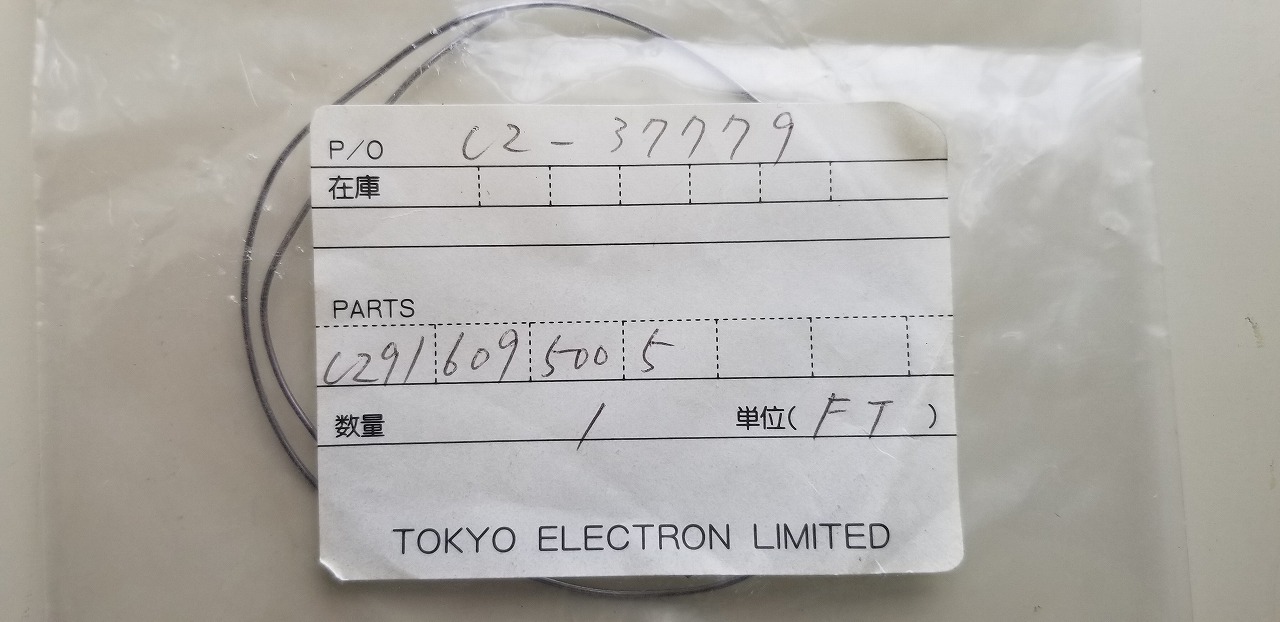 P/O C2-37779
在庫
PARTS
C291 609 500 5
数量 1 単位( FT )
TOKYO ELECTRON LIMITED